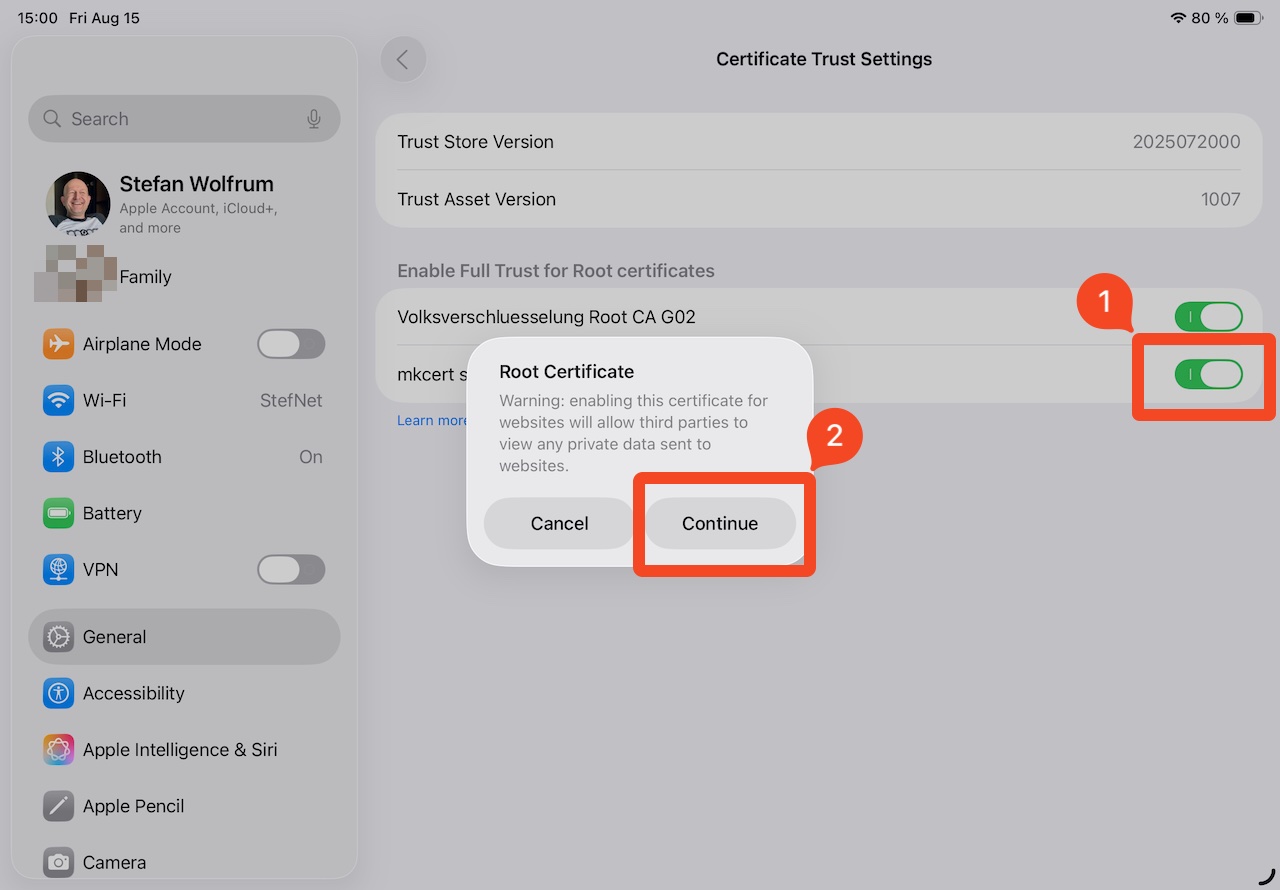 15:00 Fri Aug 15
80 %
Search
Stefan Wolfrum
Apple Account, iCloud+,
and more
Family
Airplane Mode
Wi-Fi StefNet
Bluetooth On
Battery
VPN
General
Accessibility
Apple Intelligence & Siri
Apple Pencil
Camera
Certificate Trust Settings
Trust Store Version 2025072000
Trust Asset Version 1007
Enable Full Trust for Root certificates
Volksverschluesselung Root CA G02
1
mkcert s
Learn more
Root Certificate
Warning: enabling this certificate for
websites will allow third parties to
view any private data sent to
websites.
2
Cancel Continue